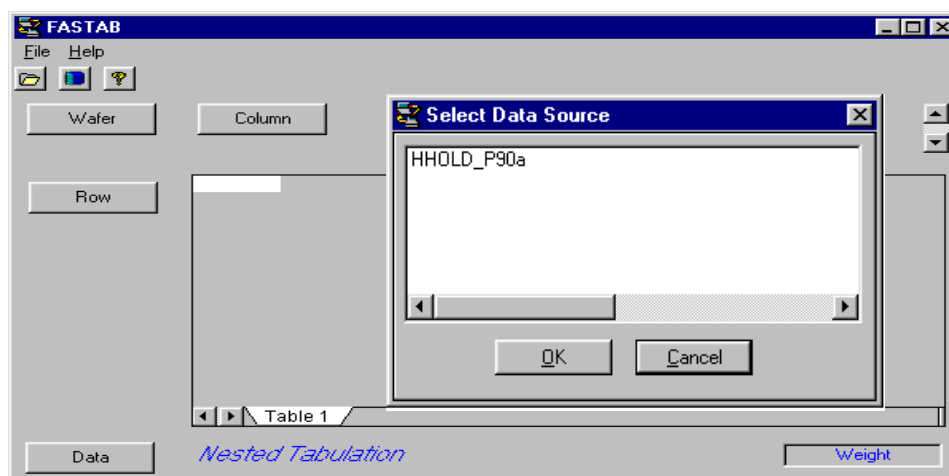 FASTAB
File Help
Wafer
Column
Select Data Source
HHOLD_P90a
Row
OK
Cancel
Table 1
Data
Nested Tabulation
Weight